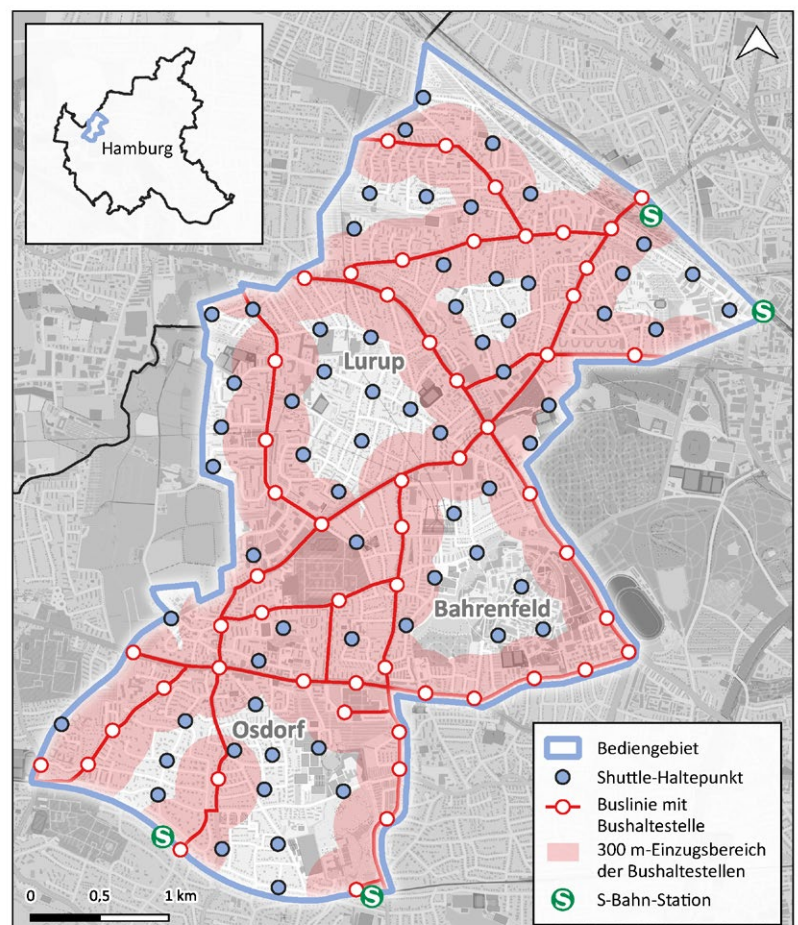 Hamburg
S
S
Lurup
Bahrenfeld
Osdorf
S
S
Bediengebiet
Shuttle-Haltepunkt
Buslinie mit
Bushaltestelle
300 m-Einzugsbereich
der Bushaltestellen
S S-Bahn-Station
0 0,5 1 km